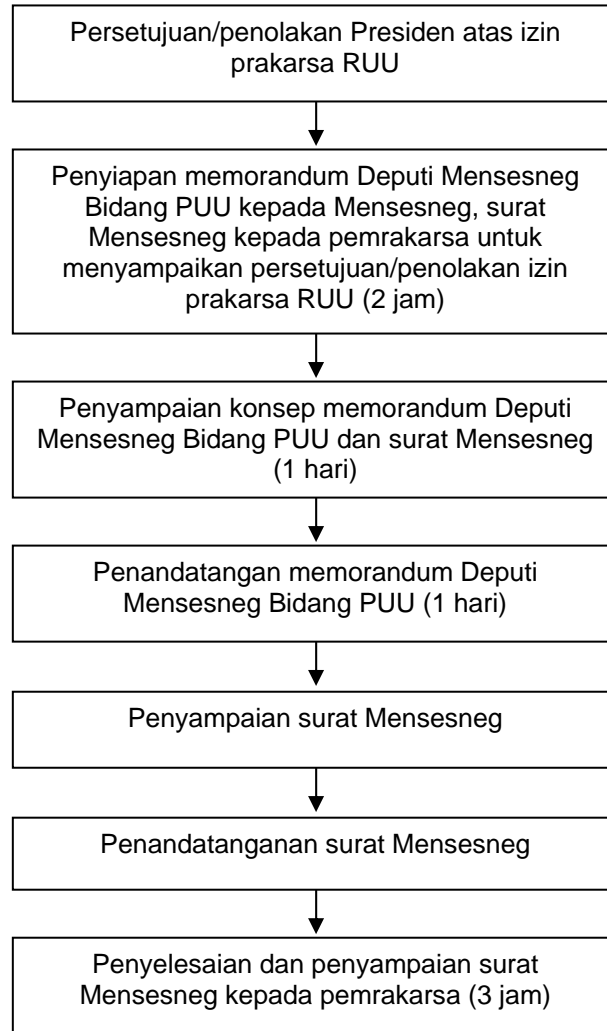 Persetujuan/penolakan Presiden atas izin
prakarsa RUU
Penyiapan memorandum Deputi Mensesneg
Bidang PUU kepada Mensesneg, surat
Mensesneg kepada pemrakarsa untuk
menyampaikan persetujuan/penolakan izin
prakarsa RUU (2 jam)
Penyampaian konsep memorandum Deputi
Mensesneg Bidang PUU dan surat Mensesneg
(1 hari)
Penandatangan memorandum Deputi
Mensesneg Bidang PUU (1 hari)
Penyampaian surat Mensesneg
Penandatanganan surat Mensesneg
Penyelesaian dan penyampaian surat
Mensesneg kepada pemrakarsa (3 jam)